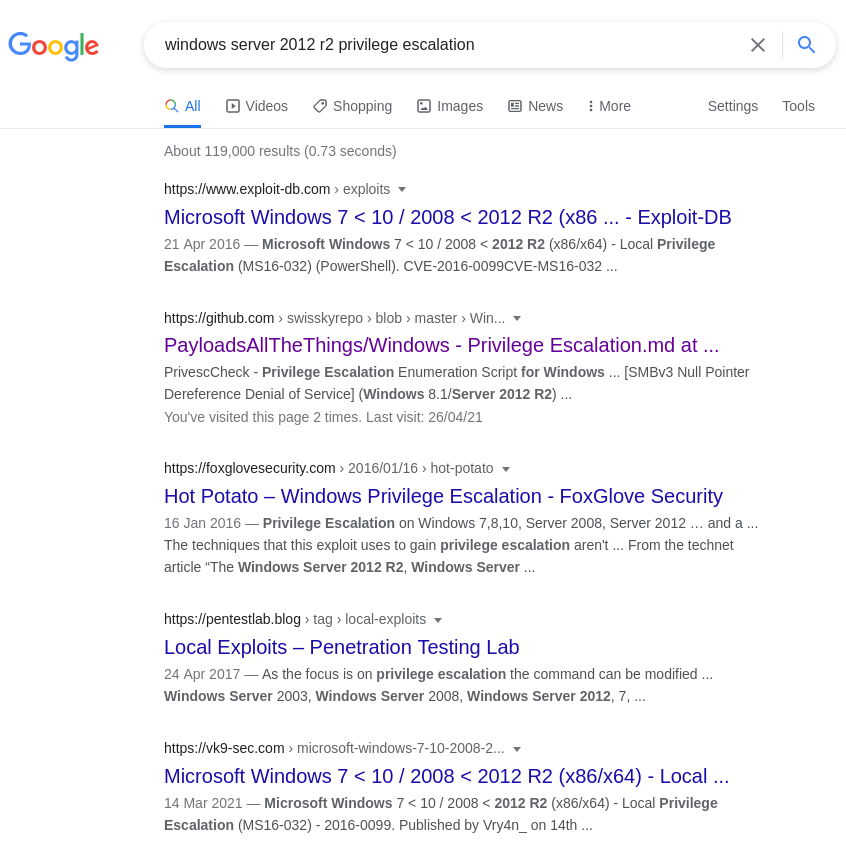 Google
windows server 2012 r2 privilege escalation
All Videos Shopping Images News More Settings Tools
About 119,000 results (0.73 seconds)
https://www.exploit-db.com › exploits
Microsoft Windows 7 < 10 / 2008 < 2012 R2 (x86 ... - Exploit-DB
21 Apr 2016 — Microsoft Windows 7 < 10 / 2008 < 2012 R2 (x86/x64) - Local Privilege
Escalation (MS16-032) (PowerShell). CVE-2016-0099CVE-MS16-032 ...
https://github.com › swisskyrepo › blob › master › Win...
PayloadsAllTheThings/Windows - Privilege Escalation.md at ...
PrivescCheck - Privilege Escalation Enumeration Script for Windows ... [SMBv3 Null Pointer
Dereference Denial of Service] (Windows 8.1/Server 2012 R2) ...
You've visited this page 2 times. Last visit: 26/04/21
https://foxglovesecurity.com › 2016/01/16 › hot-potato
Hot Potato – Windows Privilege Escalation - FoxGlove Security
16 Jan 2016 — Privilege Escalation on Windows 7,8,10, Server 2008, Server 2012 … and a ...
The techniques that this exploit uses to gain privilege escalation aren't ... From the technet
article “The Windows Server 2012 R2, Windows Server ...
https://pentestlab.blog › tag › local-exploits
Local Exploits – Penetration Testing Lab
24 Apr 2017 — As the focus is on privilege escalation the command can be modified ...
Windows Server 2003, Windows Server 2008, Windows Server 2012, 7, ...
https://vk9-sec.com › microsoft-windows-7-10-2008-2...
Microsoft Windows 7 < 10 / 2008 < 2012 R2 (x86/x64) - Local ...
14 Mar 2021 — Microsoft Windows 7 < 10 / 2008 < 2012 R2 (x86/x64) - Local Privilege
Escalation (MS16-032) - 2016-0099. Published by Vry4n_ on 14th ...